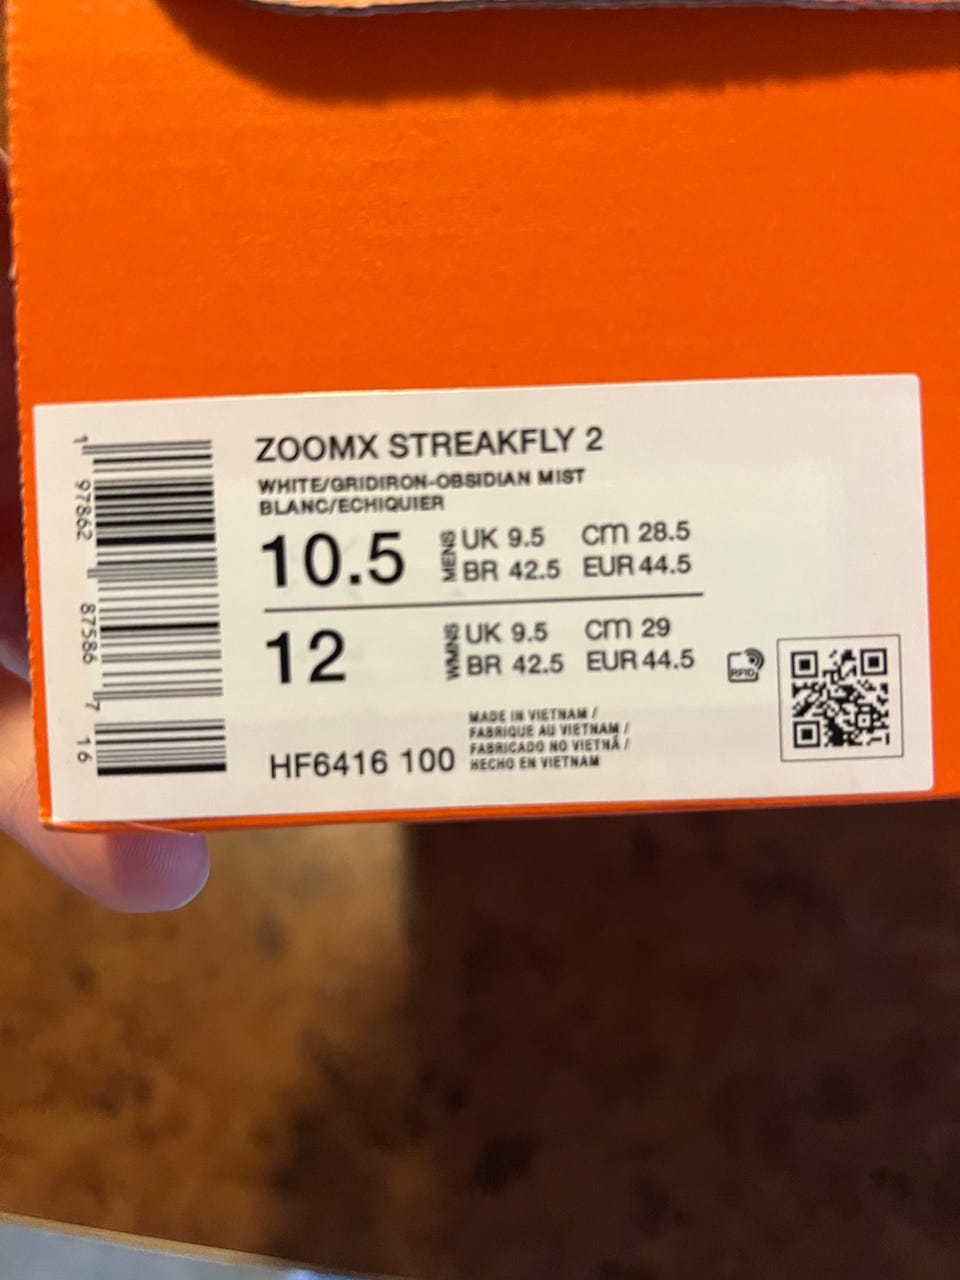 ZOOMX STREAKFLY 2
WHITE/GRIDIRON-OBSIDIAN MIST
BLANC/ECHIQUIER
10.5 MENS UK 9.5 cm 28.5
BR 42.5 EUR 44.5
12 WMNS UK 9.5 cm 29
BR 42.5 EUR 44.5
RFID
HF6416 100
MADE IN VIETNAM /
FABRIQUE AU VIETNAM /
FABRICADO NO VIETNÃ /
HECHO EN VIETNAM
1 97862 87586 7 16